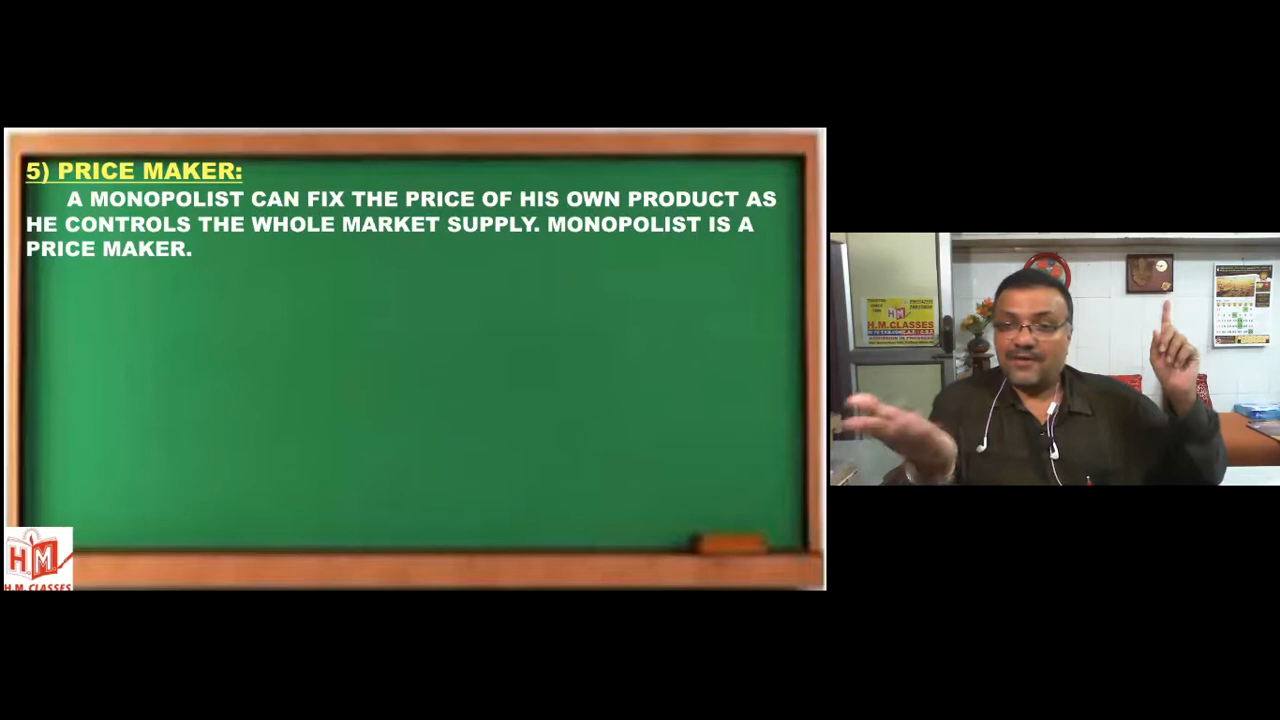 5) PRICE MAKER:
A MONOPOLIST CAN FIX THE PRICE OF HIS OWN PRODUCT AS
HE CONTROLS THE WHOLE MARKET SUPPLY. MONOPOLIST IS A
PRICE MAKER.
H.M
H.M. CLASSES
HM
H.M.CLASSES